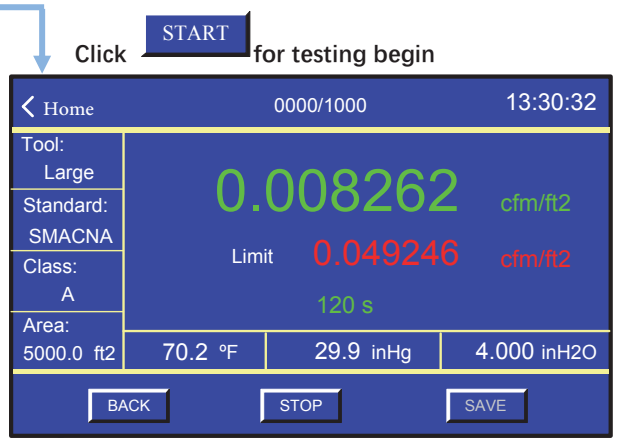 START
Click for testing begin
< Home 0000/1000 13:30:32
Tool:
Large
Standard:
SMACNA
Class:
A
Area:
5000.0 ft2
0.008262 cfm/ft2
Limit 0.049246 cfm/ft2
120 s
70.2 ºF 29.9 inHg 4.000 inH2O
BACK STOP SAVE